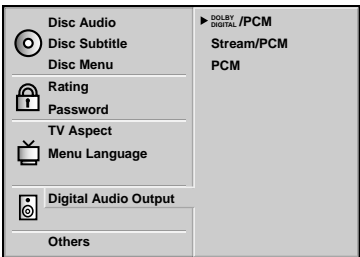 Disc Audio
Disc Subtitle
Disc Menu
Rating
Password
TV Aspect
Menu Language
Digital Audio Output
Others
DOLBY DIGITAL /PCM
Stream/PCM
PCM